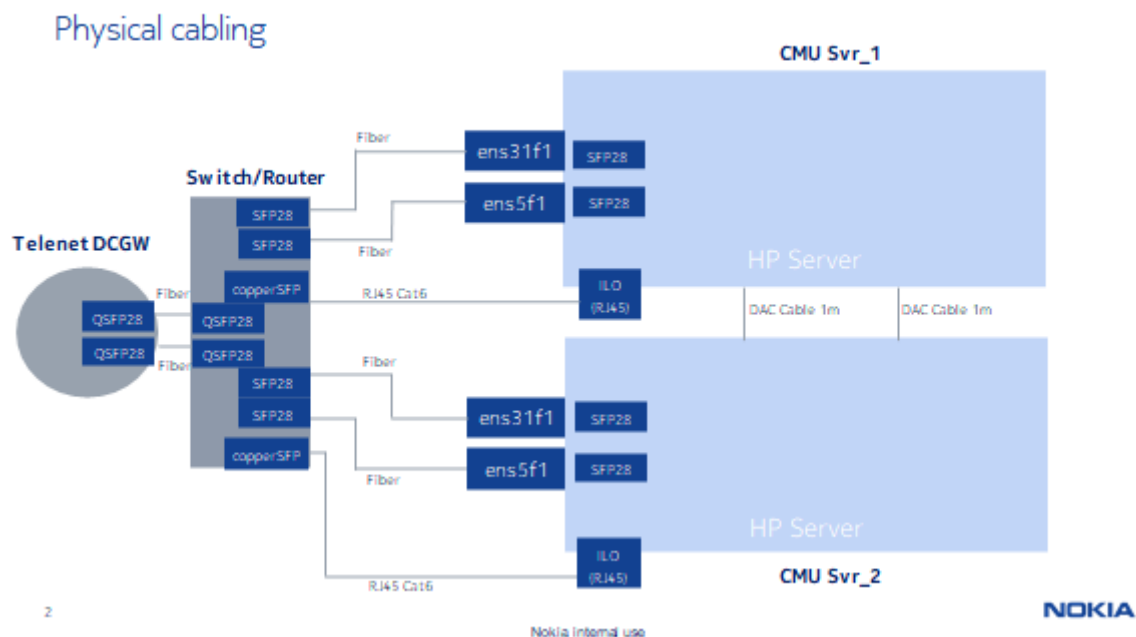 Physical cabling
CMU Svr_1
Fiber
ens31f1
SFP28
Switch/Router
ens5f1
SFP28
SFP28
SFP28
Fiber
Telenet DCGW
HP Server
copperSFP
Fiber
RJ45 Cat6
ILO
(RJ45)
DAC Cable 1m
DAC Cable 1m
QSFP28
QSFP28
QSFP28
QSFP28
Fiber
Fiber
SFP28
SFP28
ens31f1
SFP28
copperSFP
ens5f1
SFP28
Fiber
HP Server
ILO
(RJ45)
RJ45 Cat6
CMU Svr_2
2
NOKIA
Nokia internal use